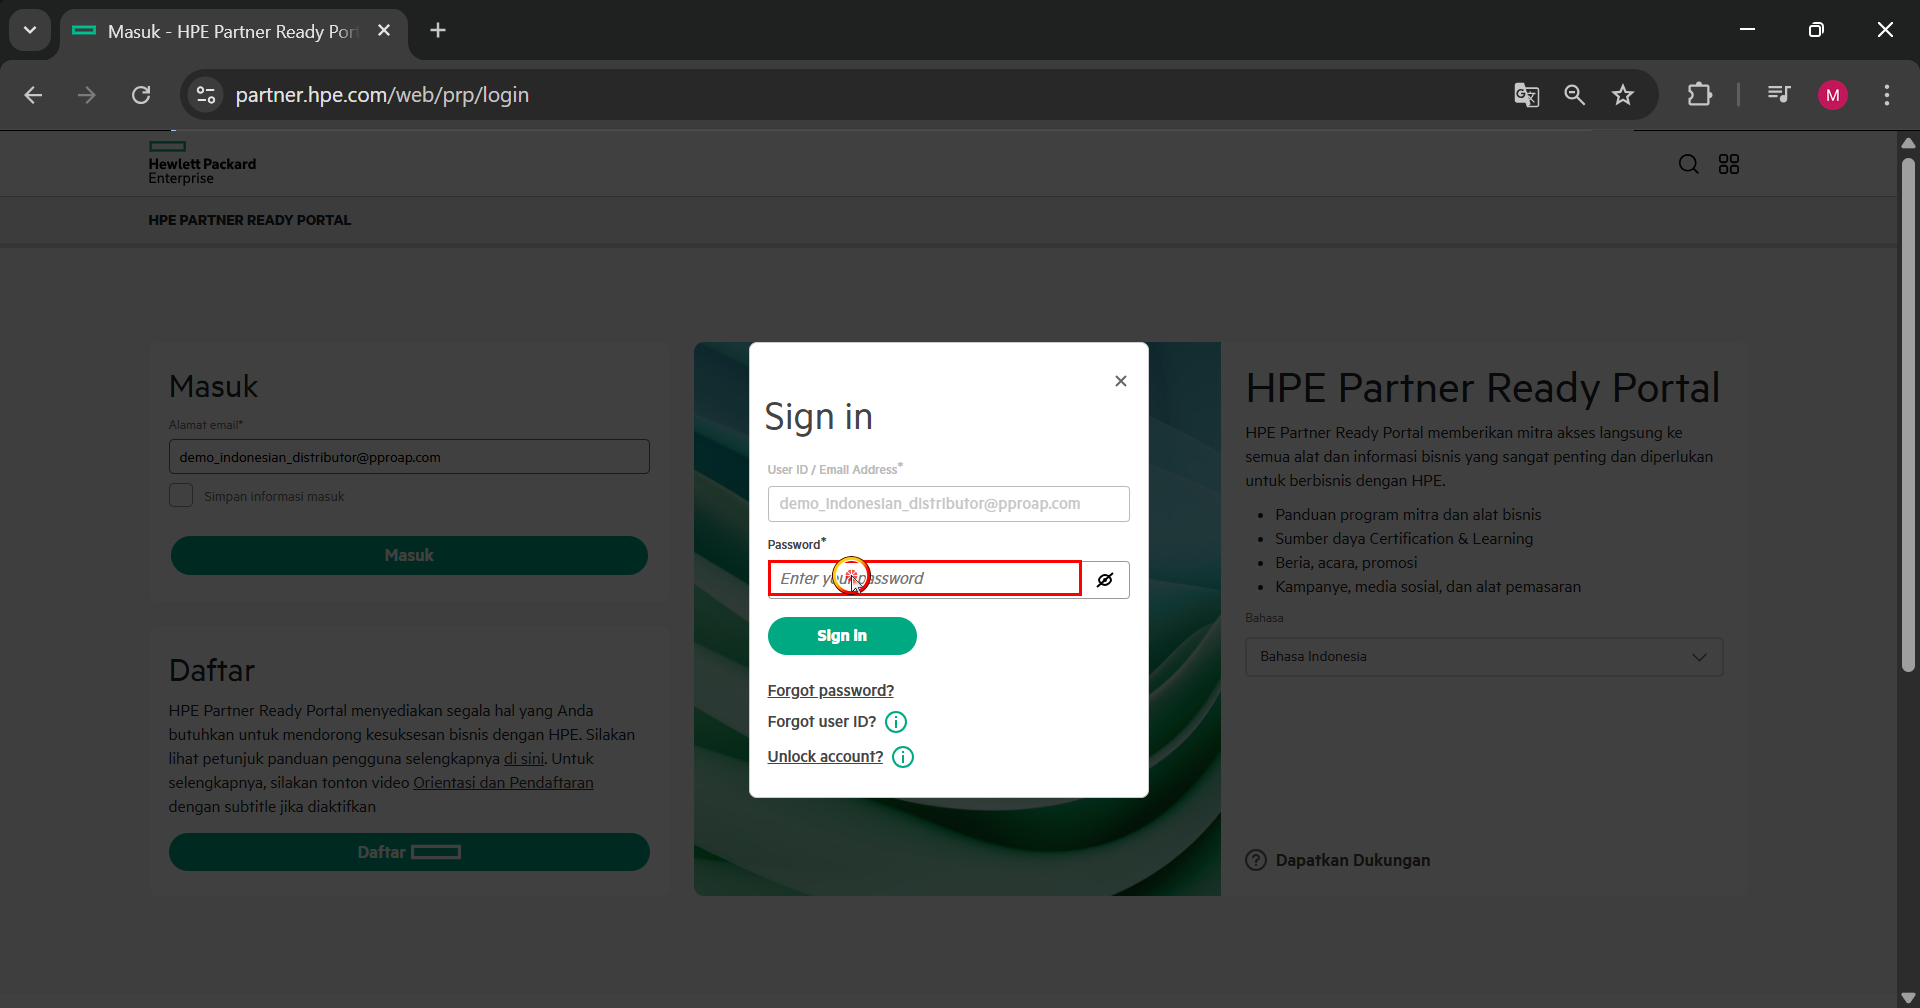 Masuk - HPE Partner Ready Por
partner.hpe.com/web/prp/login
M
Hewlett Packard
Enterprise
HPE PARTNER READY PORTAL
Masuk
Alamat email*
demo_indonesian_distributor@pproap.com
Simpan informasi masuk
Masuk
Daftar
HPE Partner Ready Portal menyediakan segala hal yang Anda
butuhkan untuk mendorong kesuksesan bisnis dengan HPE. Silakan
lihat petunjuk panduan pengguna selengkapnya di sini. Untuk
selengkapnya, silakan tonton video Orientasi dan Pendaftaran
dengan subtitle jika diaktifkan
Daftar
Sign in
User ID / Email Address*
demo_indonesian_distributor@pproap.com
Password*
Enter your password
Sign in
Forgot password?
Forgot user ID?
Unlock account?
HPE Partner Ready Portal
HPE Partner Ready Portal memberikan mitra akses langsung ke
semua alat dan informasi bisnis yang sangat penting dan diperlukan
untuk berbisnis dengan HPE.
• Panduan program mitra dan alat bisnis
• Sumber daya Certification & Learning
• Beria, acara, promosi
• Kampanye, media sosial, dan alat pemasaran
Bahasa
Bahasa Indonesia
Dapatkan Dukungan